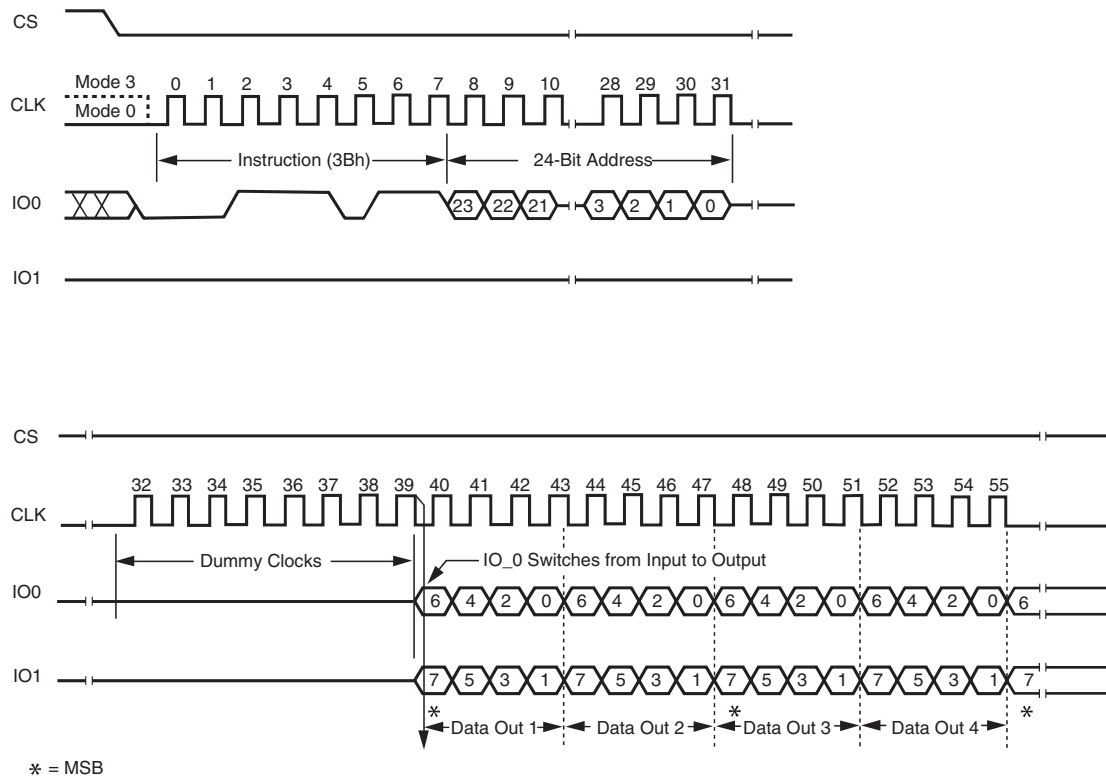 CS
Mode 3 0 1 2 3 4 5 6 7 8 9 10 28 29 30 31
CLK
Mode 0
Instruction (3Bh) 24-Bit Address
IO0 23 22 21 3 2 1 0
IO1
CS
32 33 34 35 36 37 38 39 40 41 42 43 44 45 46 47 48 49 50 51 52 53 54 55
CLK
Dummy Clocks IO_0 Switches from Input to Output
IO0 6 4 2 0 6 4 2 0 6 4 2 0 6 4 2 0 6
IO1 7 5 3 1 7 5 3 1 7 5 3 1 7 5 3 1 7
* * *
Data Out 1 Data Out 2 Data Out 3 Data Out 4
* = MSB